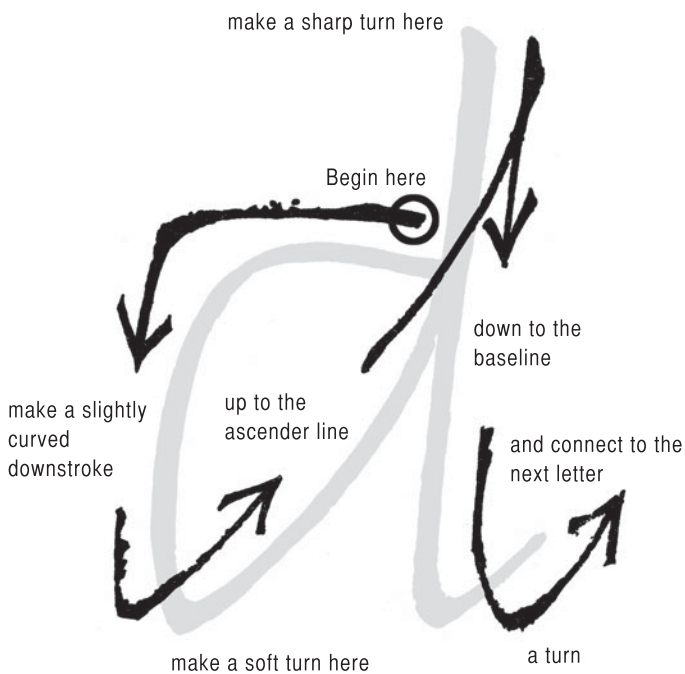 make a sharp turn here
Begin here
down to the
baseline
make a slightly
curved
downstroke
up to the
ascender line
and connect to the
next letter
make a soft turn here
a turn